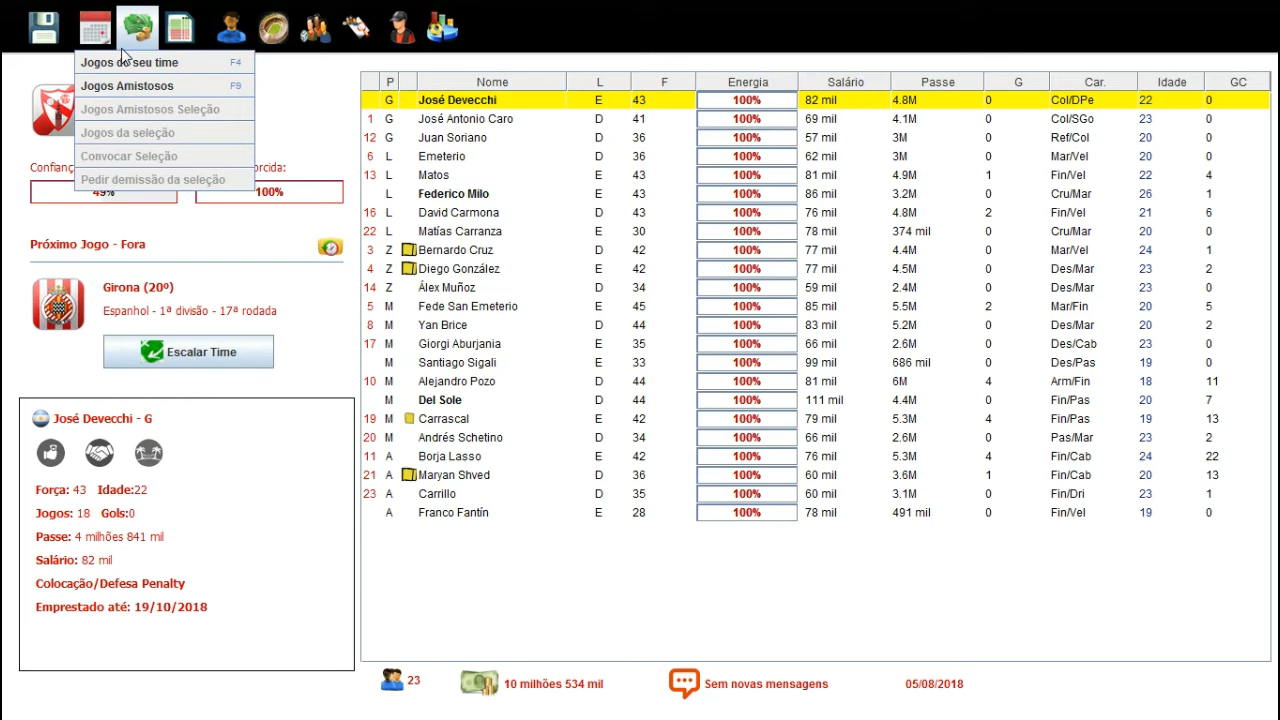 Jogos do seu time F4
Jogos Amistosos F9
Jogos Amistosos Seleção
Jogos da seleção
Convocar Seleção
Pedir demissão da seleção
Confianç orcida:
49% 100%
Próximo Jogo - Fora
Girona (20º)
Espanhol - 1ª divisão - 17ª rodada
Escalar Time
José Devecchi - G
Força: 43 Idade:22
Jogos: 18 Gols:0
Passe: 4 milhões 841 mil
Salário: 82 mil
Colocação/Defesa Penalty
Emprestado até: 19/10/2018
P Nome L F Energia Salário Passe G Car. Idade GC
G José Devecchi E 43 100% 82 mil 4.8M 0 Col/DPe 22 0
1 G José Antonio Caro D 41 100% 69 mil 4.1M 0 Col/SGo 23 0
12 G Juan Soriano D 36 100% 57 mil 3M 0 Ref/Col 20 0
6 L Emeterio D 36 100% 62 mil 3M 0 Mar/Vel 20 0
13 L Matos E 43 100% 81 mil 4.9M 1 Fin/Vel 22 4
L Federico Milo E 43 100% 86 mil 3.2M 0 Cru/Mar 26 1
16 L David Carmona D 43 100% 76 mil 4.8M 2 Fin/Vel 21 6
22 L Matías Carranza E 30 100% 78 mil 374 mil 0 Cru/Mar 20 0
3 Z Bernardo Cruz D 42 100% 77 mil 4.4M 0 Mar/Vel 24 1
4 Z Diego González E 42 100% 77 mil 4.5M 0 Des/Mar 23 2
14 Z Álex Muñoz D 34 100% 59 mil 2.4M 0 Des/Mar 23 0
5 M Fede San Emeterio E 45 100% 85 mil 5.5M 2 Mar/Fin 20 5
8 M Yan Brice D 44 100% 83 mil 5.2M 0 Des/Mar 20 2
17 M Giorgi Aburjania E 35 100% 66 mil 2.6M 0 Des/Cab 23 0
M Santiago Sigali E 33 100% 99 mil 686 mil 0 Des/Pas 19 0
10 M Alejandro Pozo D 44 100% 81 mil 6M 4 Arm/Fin 18 11
M Del Sole D 44 100% 111 mil 4.4M 0 Fin/Pas 20 7
19 M Carrascal E 42 100% 79 mil 5.3M 4 Fin/Pas 19 13
20 M Andrés Schetino D 34 100% 66 mil 2.6M 0 Pas/Mar 23 2
11 A Borja Lasso E 42 100% 76 mil 5.3M 4 Fin/Cab 24 22
21 A Maryan Shved D 36 100% 60 mil 3.6M 1 Fin/Cab 20 13
23 A Carrillo D 35 100% 60 mil 3.1M 0 Fin/Dri 23 1
A Franco Fantín E 28 100% 78 mil 491 mil 0 Fin/Vel 19 0
23 10 milhões 534 mil Sem novas mensagens 05/08/2018